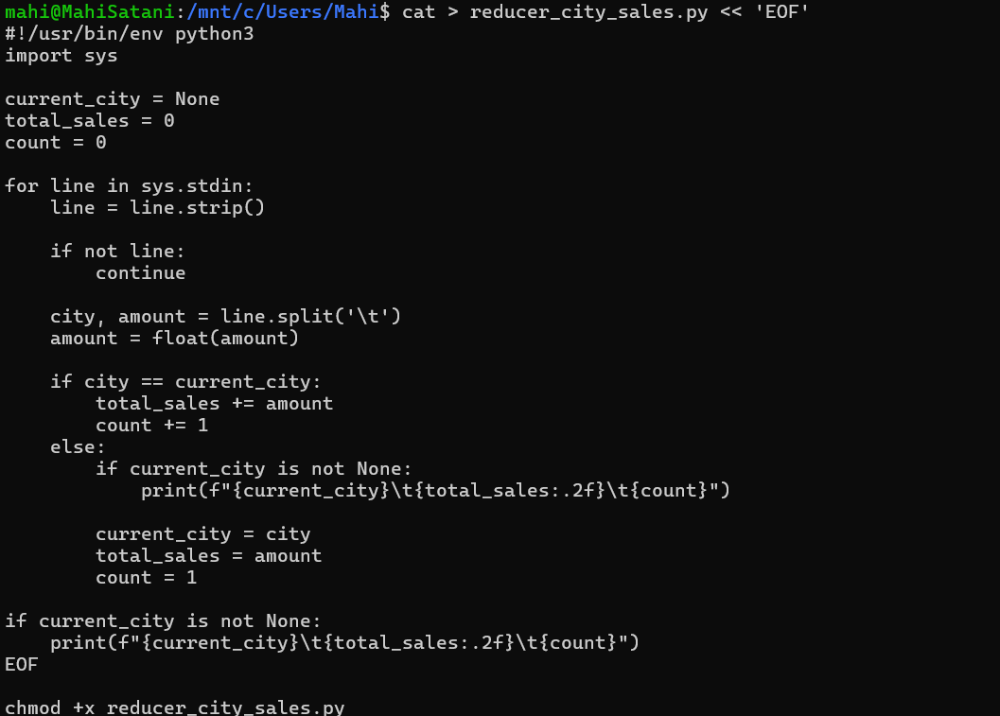 mahi@MahiSatani:/mnt/c/Users/Mahi$ cat > reducer_city_sales.py << 'EOF'
#!/usr/bin/env python3
import sys

current_city = None
total_sales = 0
count = 0

for line in sys.stdin:
    line = line.strip()

    if not line:
        continue

    city, amount = line.split('\t')
    amount = float(amount)

    if city == current_city:
        total_sales += amount
        count += 1
    else:
        if current_city is not None:
            print(f"{current_city}\t{total_sales:.2f}\t{count}")

        current_city = city
        total_sales = amount
        count = 1

if current_city is not None:
    print(f"{current_city}\t{total_sales:.2f}\t{count}")
EOF

chmod +x reducer_city_sales.py